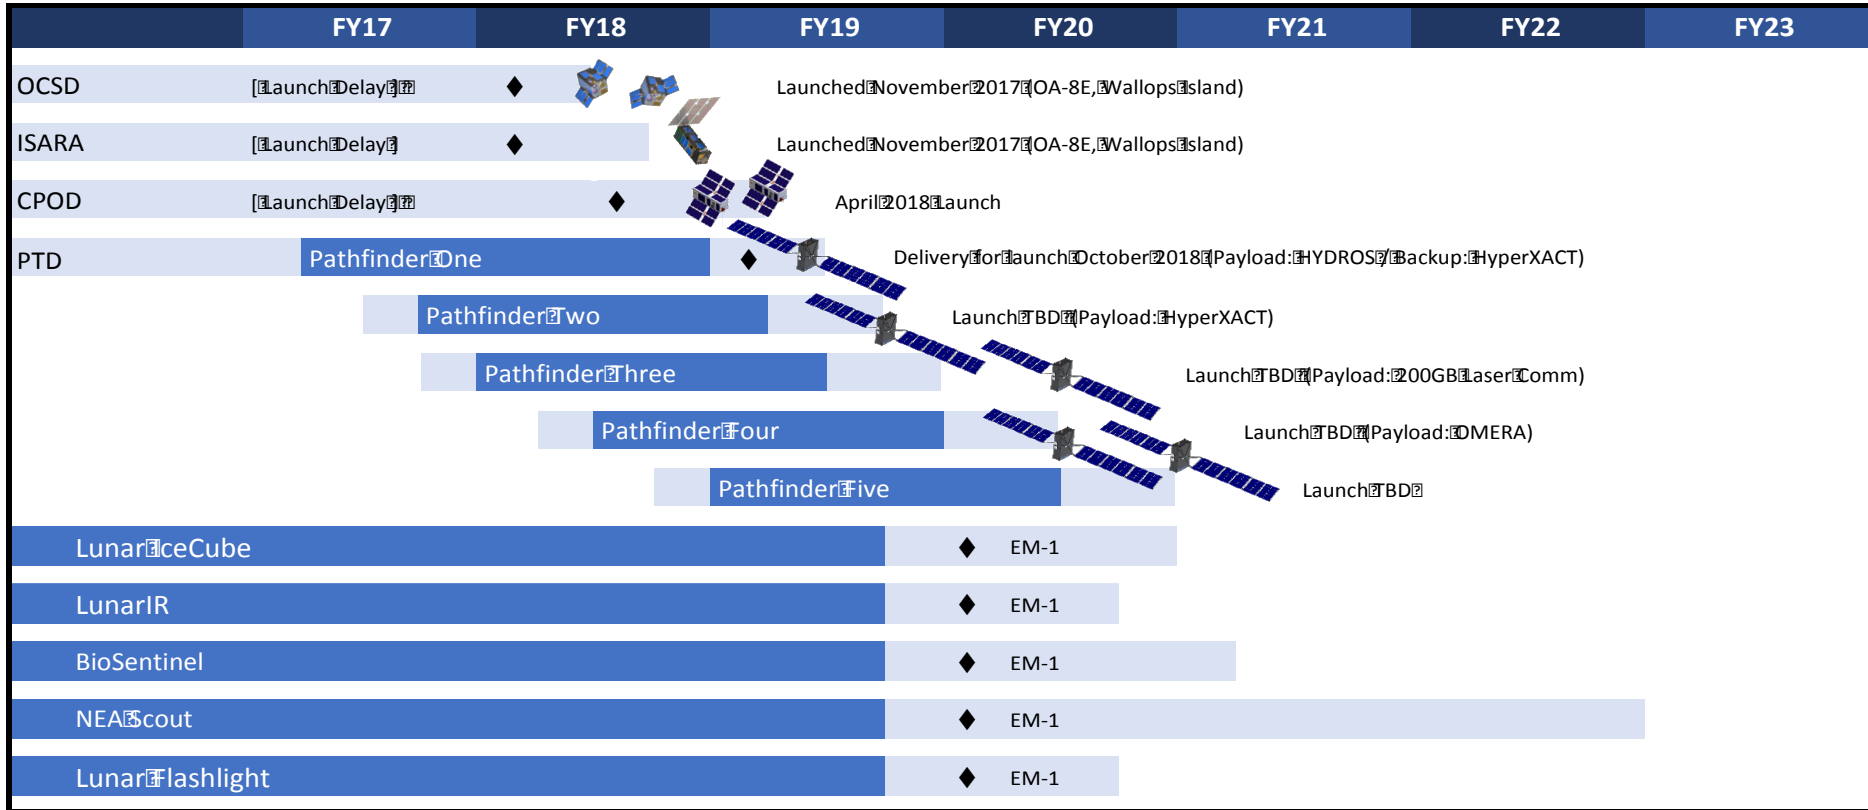 FY17 FY18 FY19 FY20 FY21 FY22 FY23
OCSD [Launch Delay] Launched November 2017 (OA-8E, Wallops Island)
ISARA [Launch Delay] Launched November 2017 (OA-8E, Wallops Island)
CPOD [Launch Delay] April 2018 Launch
PTD Pathfinder One Delivery for launch October 2018 (Payload: HYDROS / Backup: HyperXACT)
Pathfinder Two Launch TBD (Payload: HyperXACT)
Pathfinder Three Launch TBD (Payload: 200GB Laser Comm)
Pathfinder Four Launch TBD (Payload: OMERA)
Pathfinder Five Launch TBD
Lunar IceCube EM-1
LunarIR EM-1
BioSentinel EM-1
NEA Scout EM-1
Lunar Flashlight EM-1